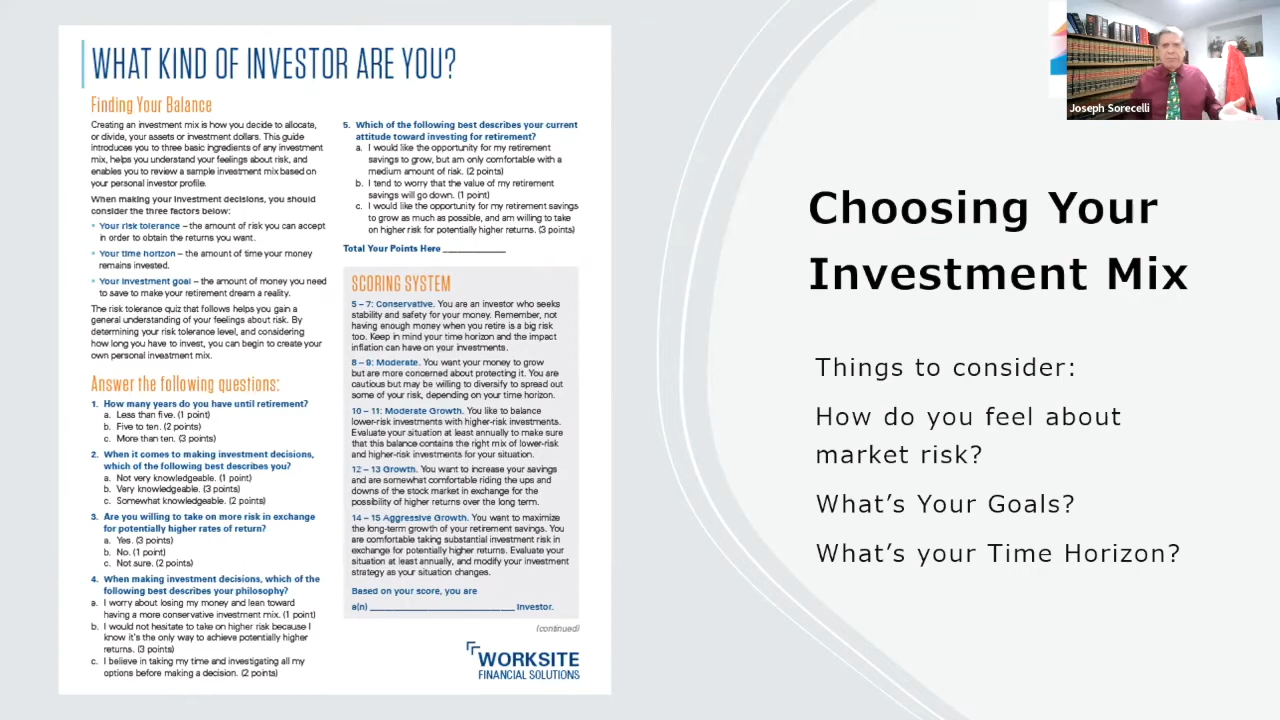 WHAT KIND OF INVESTOR ARE YOU?
Finding Your Balance
Creating an investment mix is how you decide to allocate,
or divide, your assets or investment dollars. This guide
introduces you to three basic ingredients of any investment
mix, helps you understand your feelings about risk, and
enables you to review a sample investment mix based on
your personal investor profile.
When making your investment decisions, you should
consider the three factors below:
• Your risk tolerance – the amount of risk you can accept
in order to obtain the returns you want.
• Your time horizon – the amount of time your money
remains invested.
• Your investment goal – the amount of money you need
to save to make your retirement dream a reality.
The risk tolerance quiz that follows helps you gain a
general understanding of your feelings about risk. By
determining your risk tolerance level, and considering
how long you have to invest, you can begin to create your
own personal investment mix.
Answer the following questions:
1. How many years do you have until retirement?
a. Less than five. (1 point)
b. Five to ten. (2 points)
c. More than ten. (3 points)
2. When it comes to making investment decisions,
which of the following best describes you?
a. Not very knowledgeable. (1 point)
b. Very knowledgeable. (3 points)
c. Somewhat knowledgeable. (2 points)
3. Are you willing to take on more risk in exchange
for potentially higher rates of return?
a. Yes. (3 points)
b. No. (1 point)
c. Not sure. (2 points)
4. When making investment decisions, which of the
following best describes your philosophy?
a. I worry about losing my money and lean toward
having a more conservative investment mix. (1 point)
b. I would not hesitate to take on higher risk because I
know it's the only way to achieve potentially higher
returns. (3 points)
c. I believe in taking my time and investigating all my
options before making a decision. (2 points)
5. Which of the following best describes your current
attitude toward investing for retirement?
a. I would like the opportunity for my retirement
savings to grow, but am only comfortable with a
medium amount of risk. (2 points)
b. I tend to worry that the value of my retirement
savings will go down. (1 point)
c. I would like the opportunity for my retirement savings
to grow as much as possible, and am willing to take
on higher risk for potentially higher returns. (3 points)
Total Your Points Here ____________
SCORING SYSTEM
5 – 7: Conservative. You are an investor who seeks
stability and safety for your money. Remember, not
having enough money when you retire is a big risk
too. Keep in mind your time horizon and the impact
inflation can have on your investments.
8 – 9: Moderate. You want your money to grow
but are more concerned about protecting it. You are
cautious but may be willing to diversify to spread out
some of your risk, depending on your time horizon.
10 – 11: Moderate Growth. You like to balance
lower-risk investments with higher-risk investments.
Evaluate your situation at least annually to make sure
that this balance contains the right mix of lower-risk
and higher-risk investments for your situation.
12 – 13 Growth. You want to increase your savings
and are somewhat comfortable riding the ups and
downs of the stock market in exchange for the
possibility of higher returns over the long term.
14 – 15 Aggressive Growth. You want to maximize
the long-term growth of your retirement savings. You
are comfortable taking substantial investment risk in
exchange for potentially higher returns. Evaluate your
situation at least annually, and modify your investment
strategy as your situation changes.
Based on your score, you are
a(n) ____________________________ Investor.
(continued)
WORKSITE
FINANCIAL SOLUTIONS
Joseph Sorecelli
Choosing Your
Investment Mix
Things to consider:
How do you feel about
market risk?
What's Your Goals?
What's your Time Horizon?